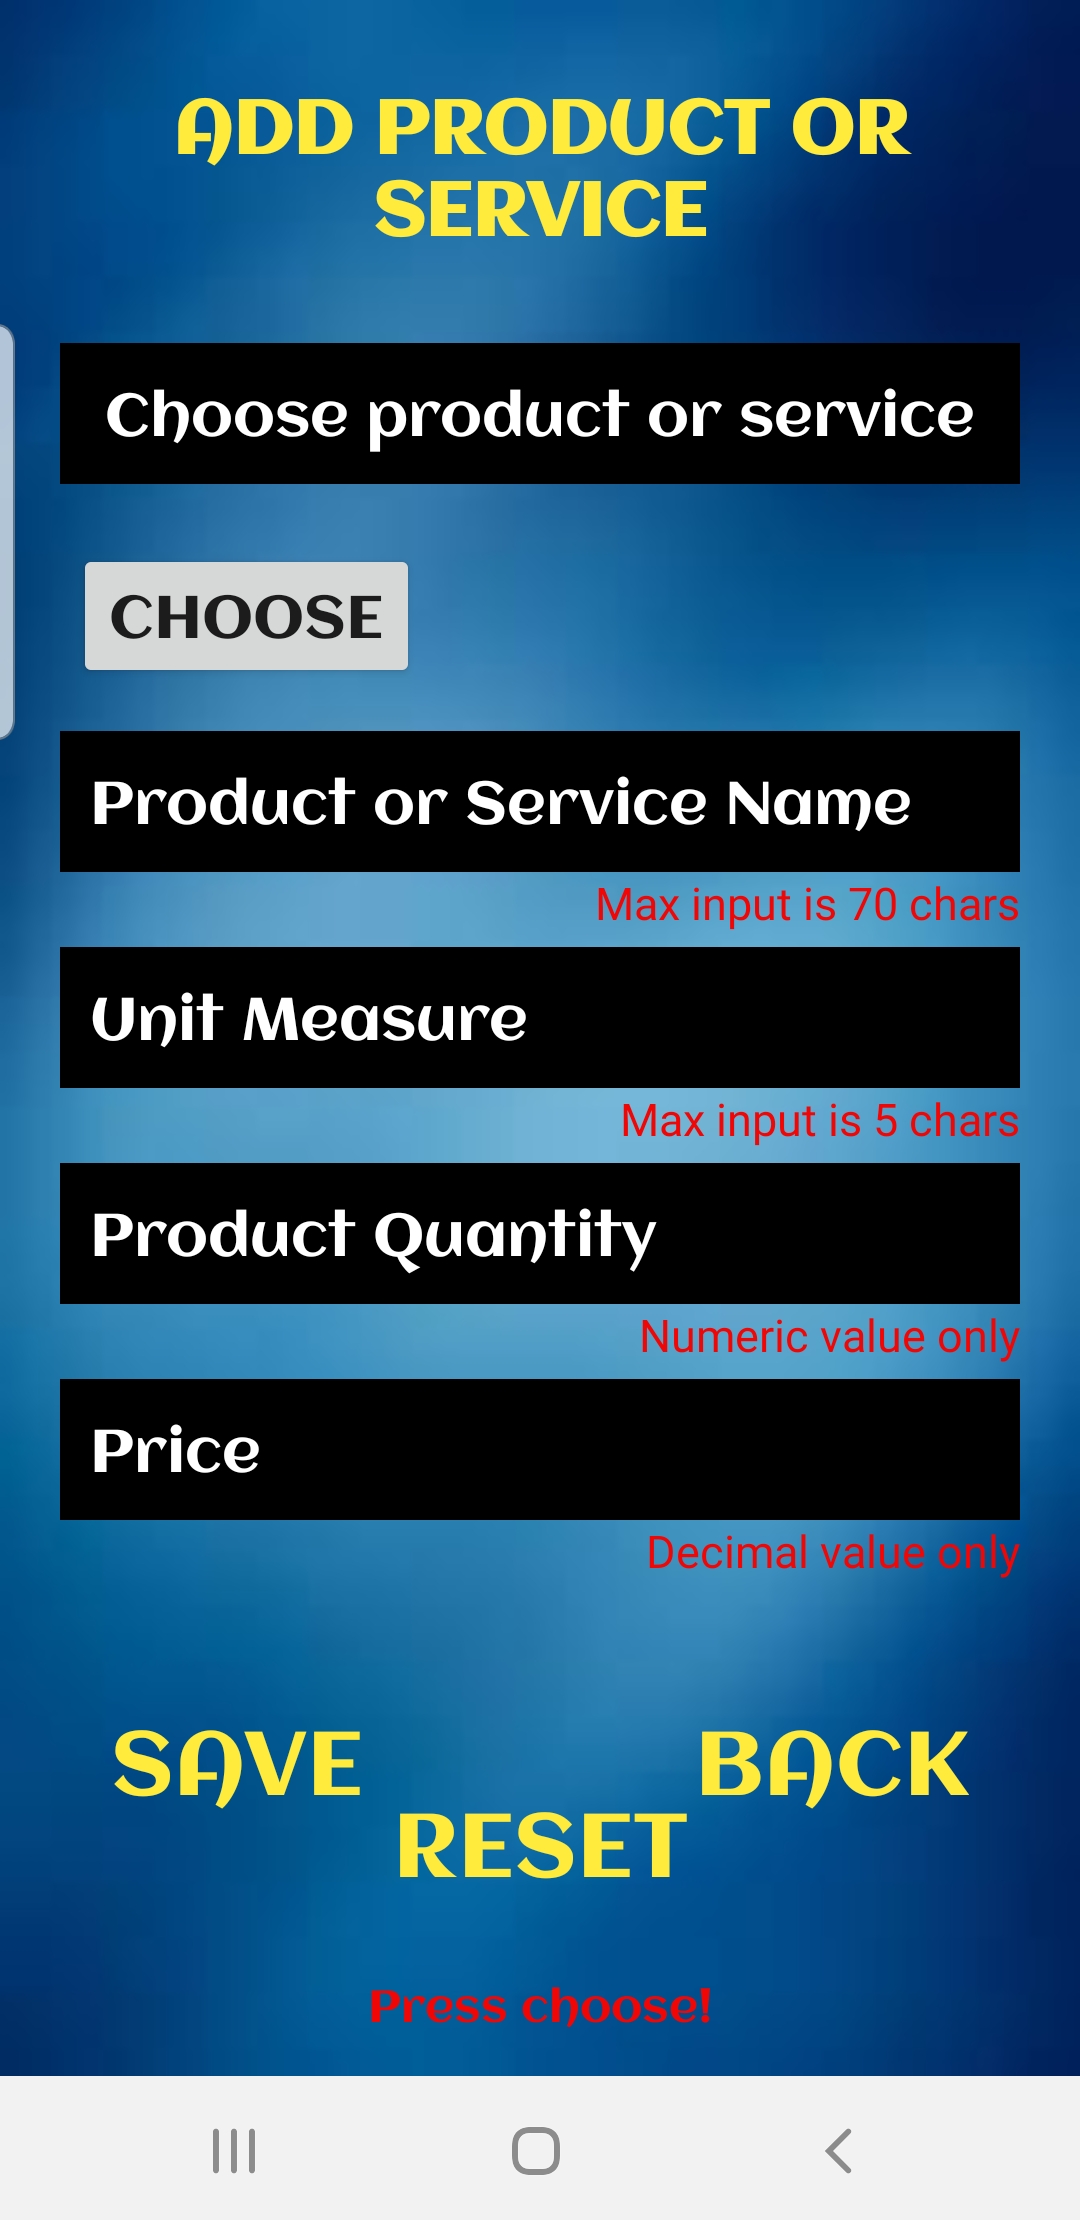 ADD PRODUCT OR
SERVICE
Choose product or service
CHOOSE
Product or Service Name
Max input is 70 chars
Unit Measure
Max input is 5 chars
Product Quantity
Numeric value only
Price
Decimal value only
SAVE
BACK
RESET
Press choose!